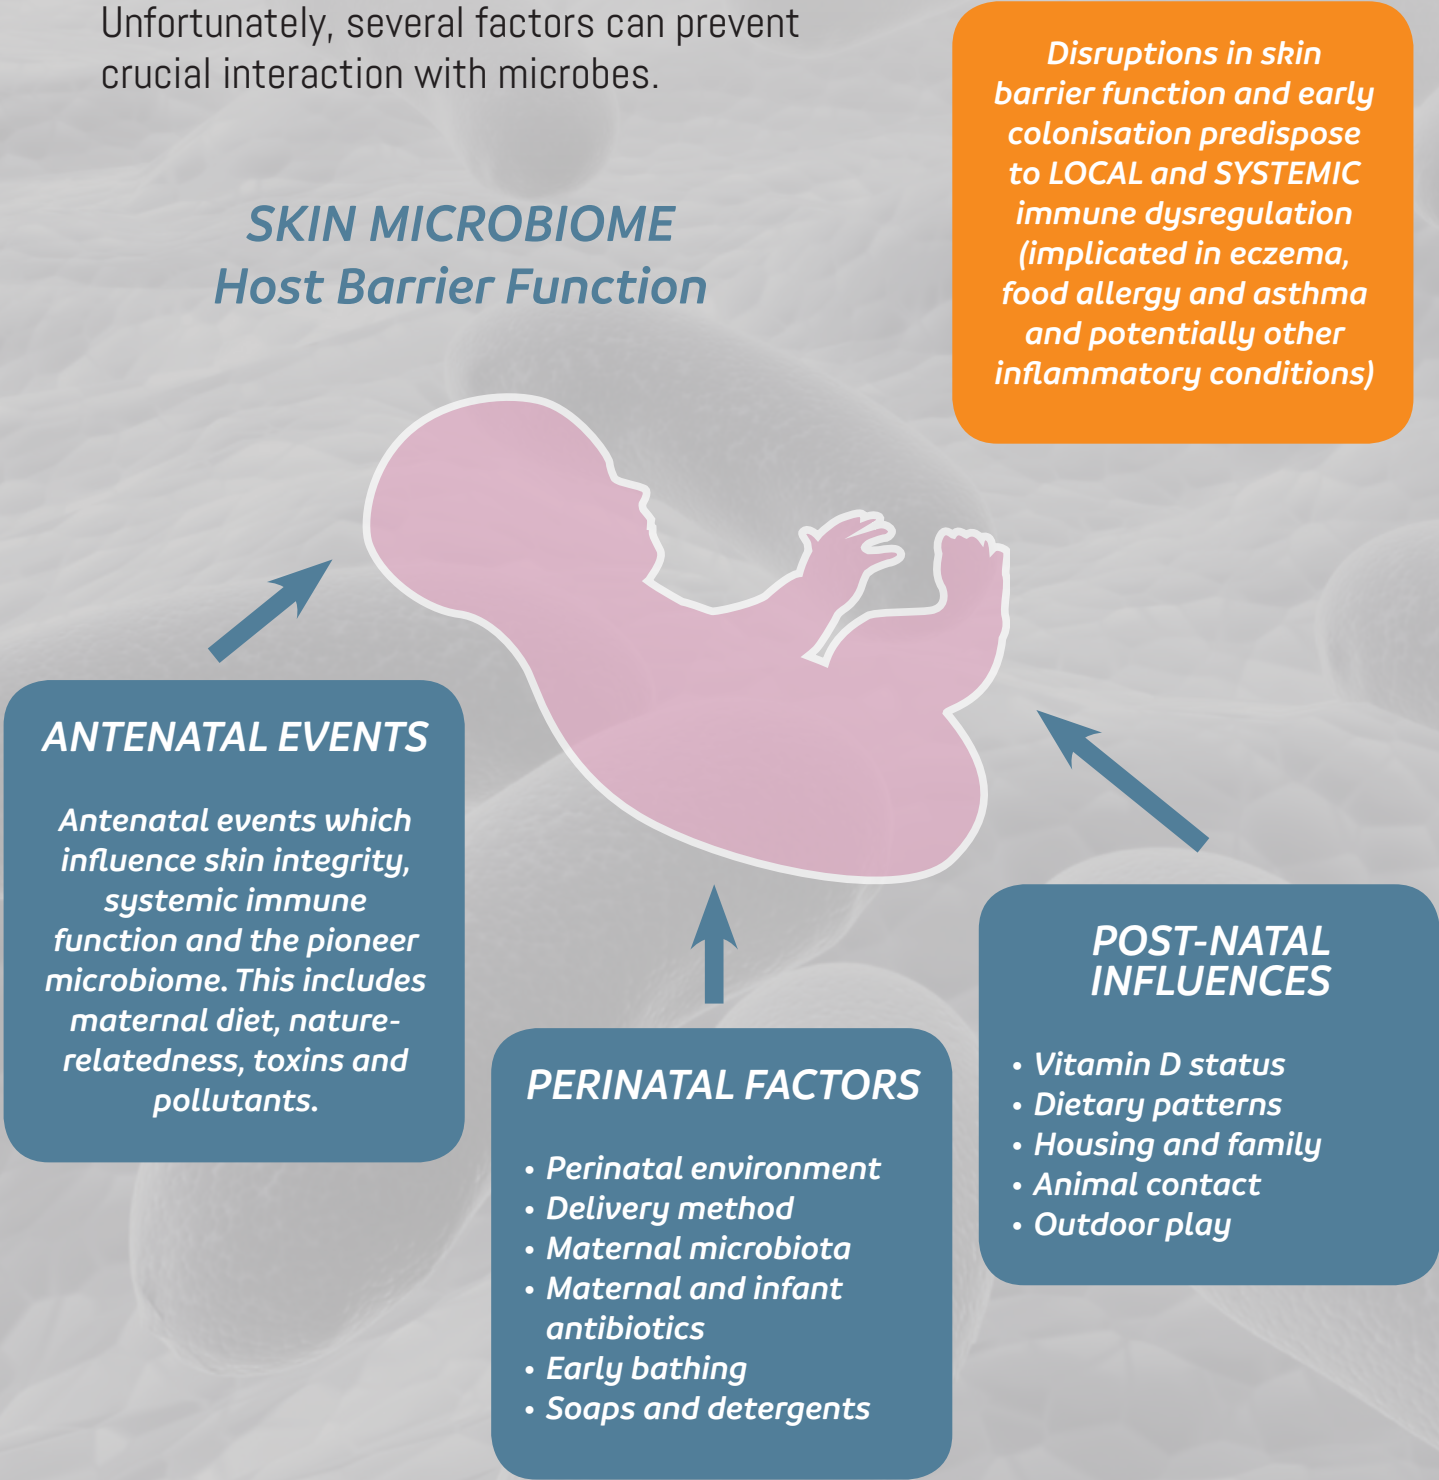 Unfortunately, several factors can prevent
crucial interaction with microbes.
Disruptions in skin
barrier function and early
colonisation predispose
to LOCAL and SYSTEMIC
immune dysregulation
(implicated in eczema,
food allergy and asthma
and potentially other
inflammatory conditions)
SKIN MICROBIOME
Host Barrier Function
ANTENATAL EVENTS
Antenatal events which
influence skin integrity,
systemic immune
function and the pioneer
microbiome. This includes
maternal diet, nature-
relatedness, toxins and
pollutants.
PERINATAL FACTORS
• Perinatal environment
• Delivery method
• Maternal microbiota
• Maternal and infant
antibiotics
• Early bathing
• Soaps and detergents
POST-NATAL
INFLUENCES
• Vitamin D status
• Dietary patterns
• Housing and family
• Animal contact
• Outdoor play